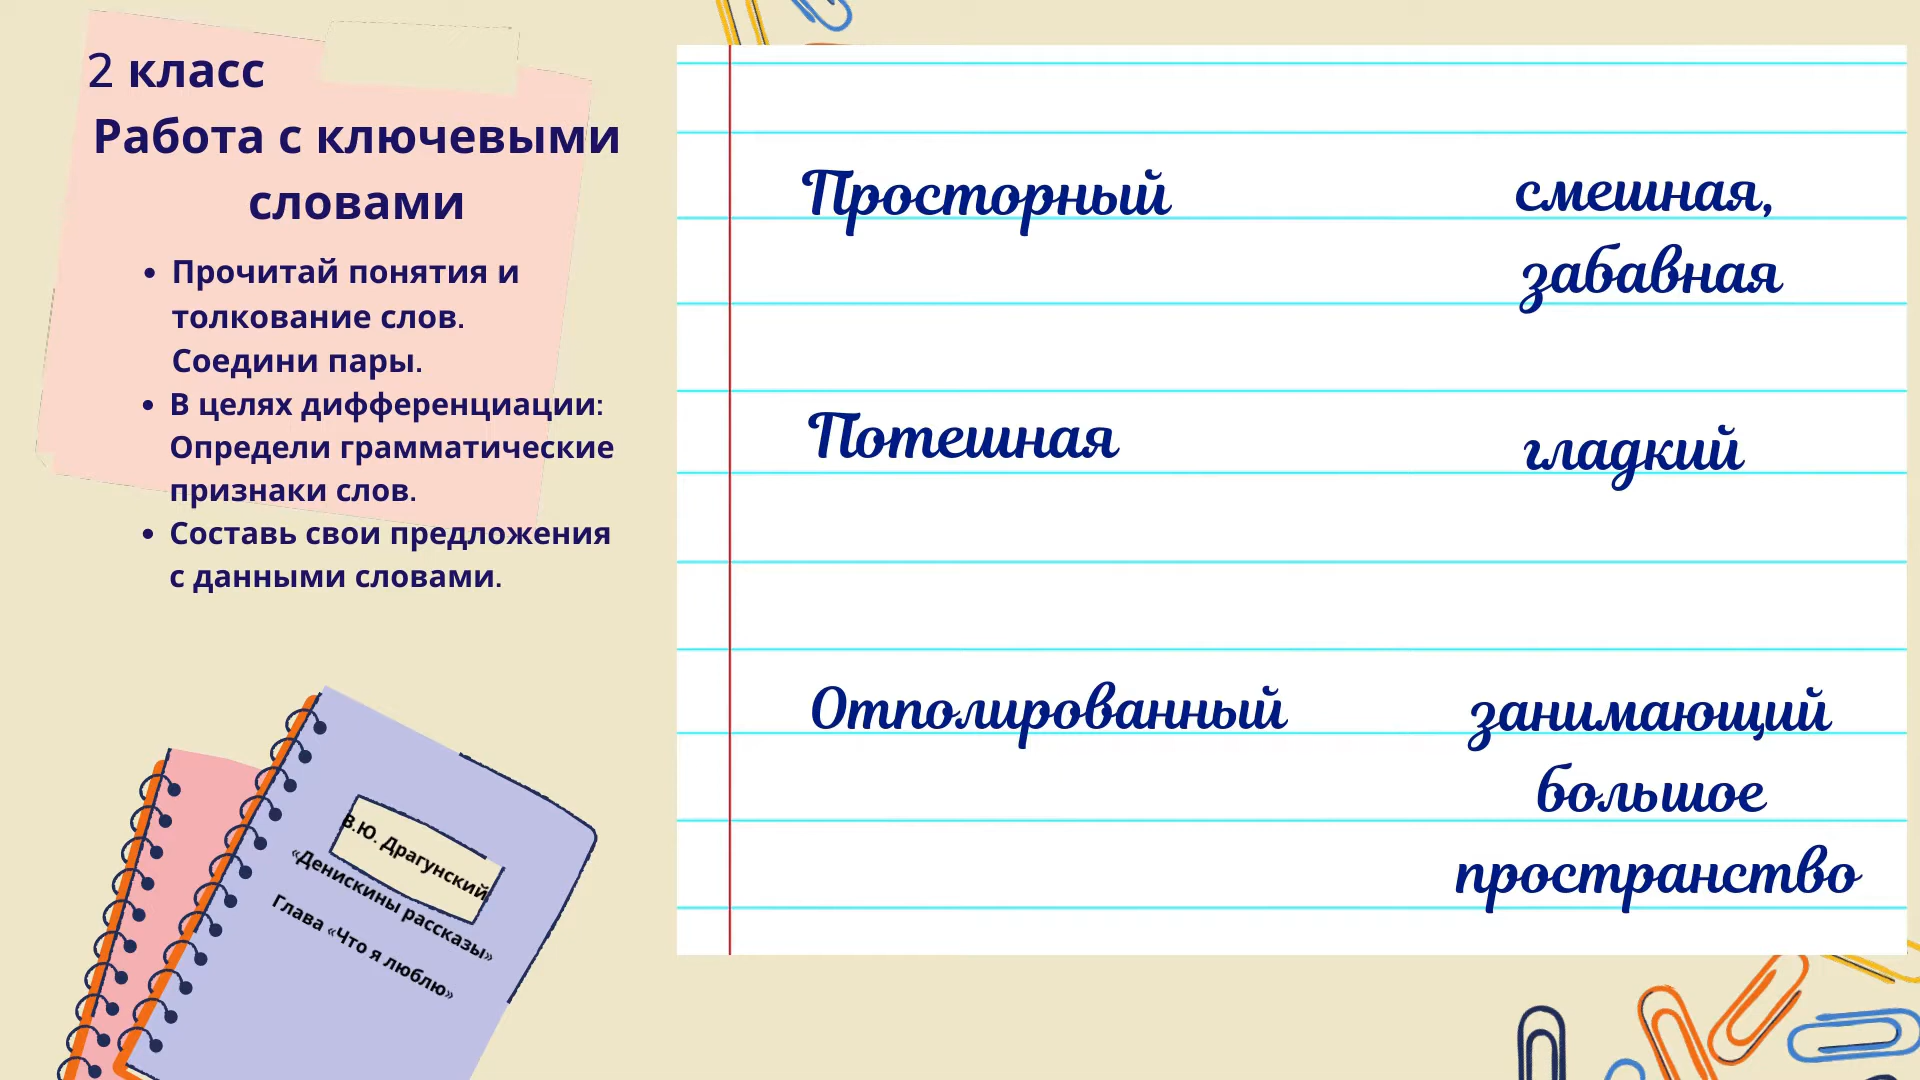 2 класс
Работа с ключевыми
словами
• Прочитай понятия и
толкование слов.
Соедини пары.
• В целях дифференциации:
Определи грамматические
признаки слов.
• Составь свои предложения
с данными словами.
Просторный
Потешная
Отполированный
смешная,
забавная
гладкий
занимающий
большое
пространство
В.Ю. Драгунский
«Денискины рассказы»
Глава «Что я люблю»